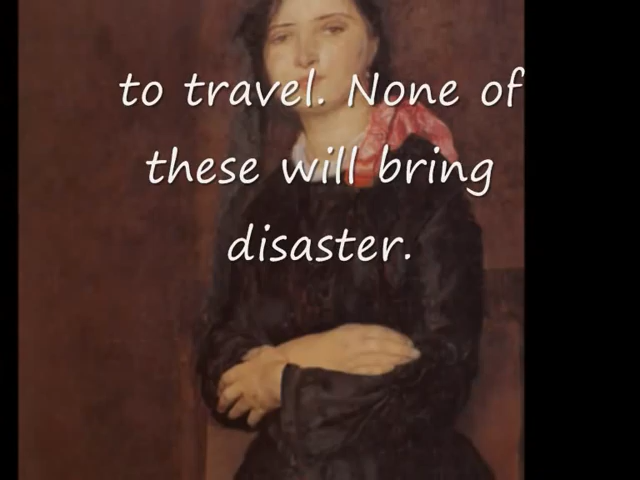 to travel. None of
these will bring
disaster.